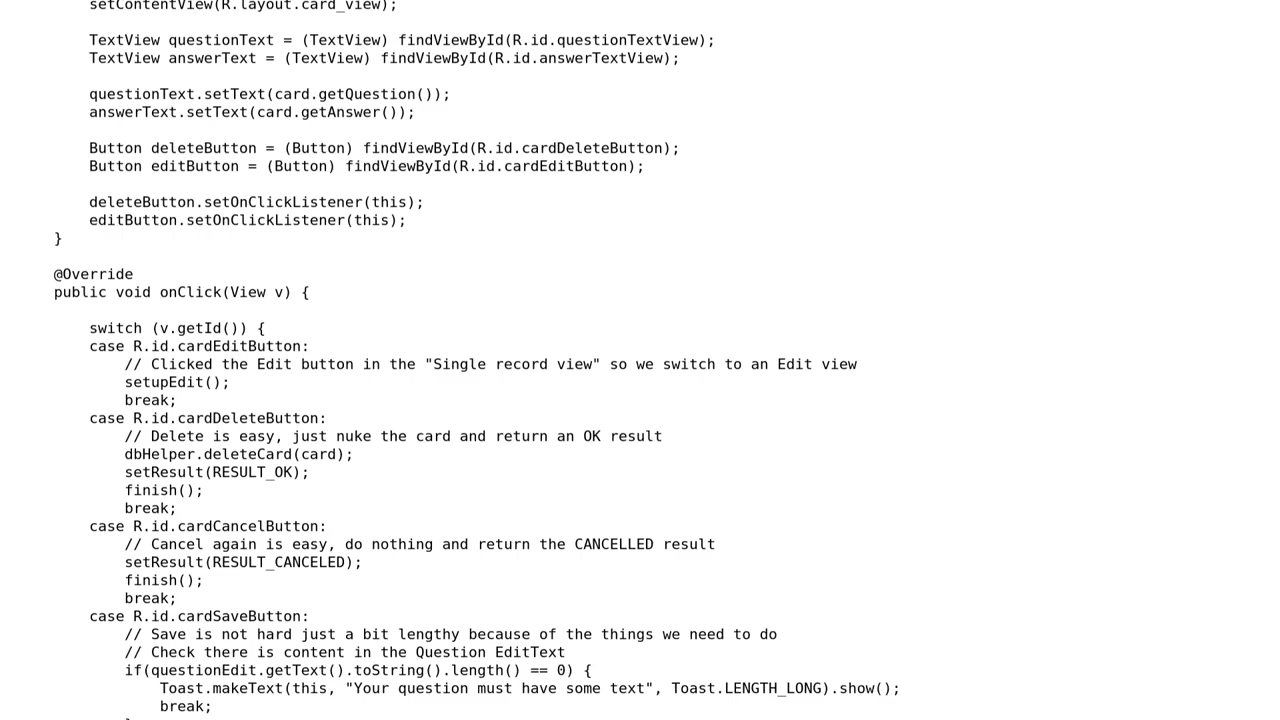 setContentView(R.layout.card_view);
TextView questionText = (TextView) findViewById(R.id.questionTextView);
TextView answerText = (TextView) findViewById(R.id.answerTextView);
questionText.setText(card.getQuestion());
answerText.setText(card.getAnswer());
Button deleteButton = (Button) findViewById(R.id.cardDeleteButton);
Button editButton = (Button) findViewById(R.id.cardEditButton);
deleteButton.setOnClickListener(this);
editButton.setOnClickListener(this);
}
@Override
public void onClick(View v) {
switch (v.getId()) {
case R.id.cardEditButton:
// Clicked the Edit button in the "Single record view" so we switch to an Edit view
setupEdit();
break;
case R.id.cardDeleteButton:
// Delete is easy, just nuke the card and return an OK result
dbHelper.deleteCard(card);
setResult(RESULT_OK);
finish();
break;
case R.id.cardCancelButton:
// Cancel again is easy, do nothing and return the CANCELLED result
setResult(RESULT_CANCELED);
finish();
break;
case R.id.cardSaveButton:
// Save is not hard just a bit lengthy because of the things we need to do
// Check there is content in the Question EditText
if(questionEdit.getText().toString().length() == 0) {
Toast.makeText(this, "Your question must have some text", Toast.LENGTH_LONG).show();
break;